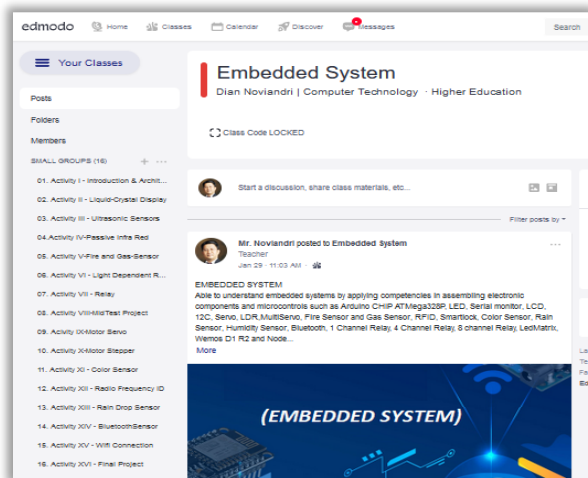 edmodo
Home
Classes
Calendar
Discover
Messages
Search
Your Classes
Posts
Folders
Members
SMALL GROUPS (16)
01. Activity I - Introduction & Archit...
02. Activity II - Liquid-Crystal Display
03. Activity III - Ultrasonic Sensors
04.Activity IV-Passive Infra Red
05. Activity V-Fire and Gas-Sensor
06. Activity VI - Light Dependent R...
07. Activity VII - Relay
08. Activity VIII-MidTest Project
09. Activity IX-Motor Servo
10. Activity X-Motor Stepper
11. Activity XI - Color Sensor
12. Activity XII - Radio Frequency ID
13. Activity XIII - Rain Drop Sensor
14. Activity XIV - BluetoothSensor
15. Activity XV - Wifi Connection
16. Activity XVI - Final Project
Embedded System
Dian Noviandri | Computer Technology · Higher Education
Class Code LOCKED
Start a discussion, share class materials, etc...
Filter posts by
Mr. Noviandri posted to Embedded System
Teacher
Jan 29 · 11:03 AM ·
EMBEDDED SYSTEM
Able to understand embedded systems by applying competencies in assembling electronic
components and microcontrols such as Arduino CHIP ATMega328P, LED, Serial monitor, LCD,
12C, Servo, LDR,MultiServo, Fire Sensor and Gas Sensor, RFID, Smartlock, Color Sensor, Rain
Sensor, Humidity Sensor, Bluetooth, 1 Channel Relay, 4 Channel Relay, 8 channel Relay, LedMatrix,
Wemos D1 R2 and Node...
More
(EMBEDDED SYSTEM)
La
Te
Fa
Ed